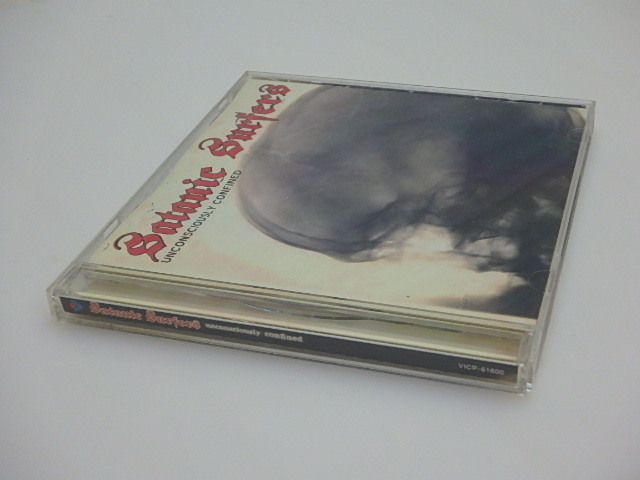 Satanic Surfers
UNCONSCIOUSLY CONFINED
Satanic Surfers unconsciously confined
VICP-61600